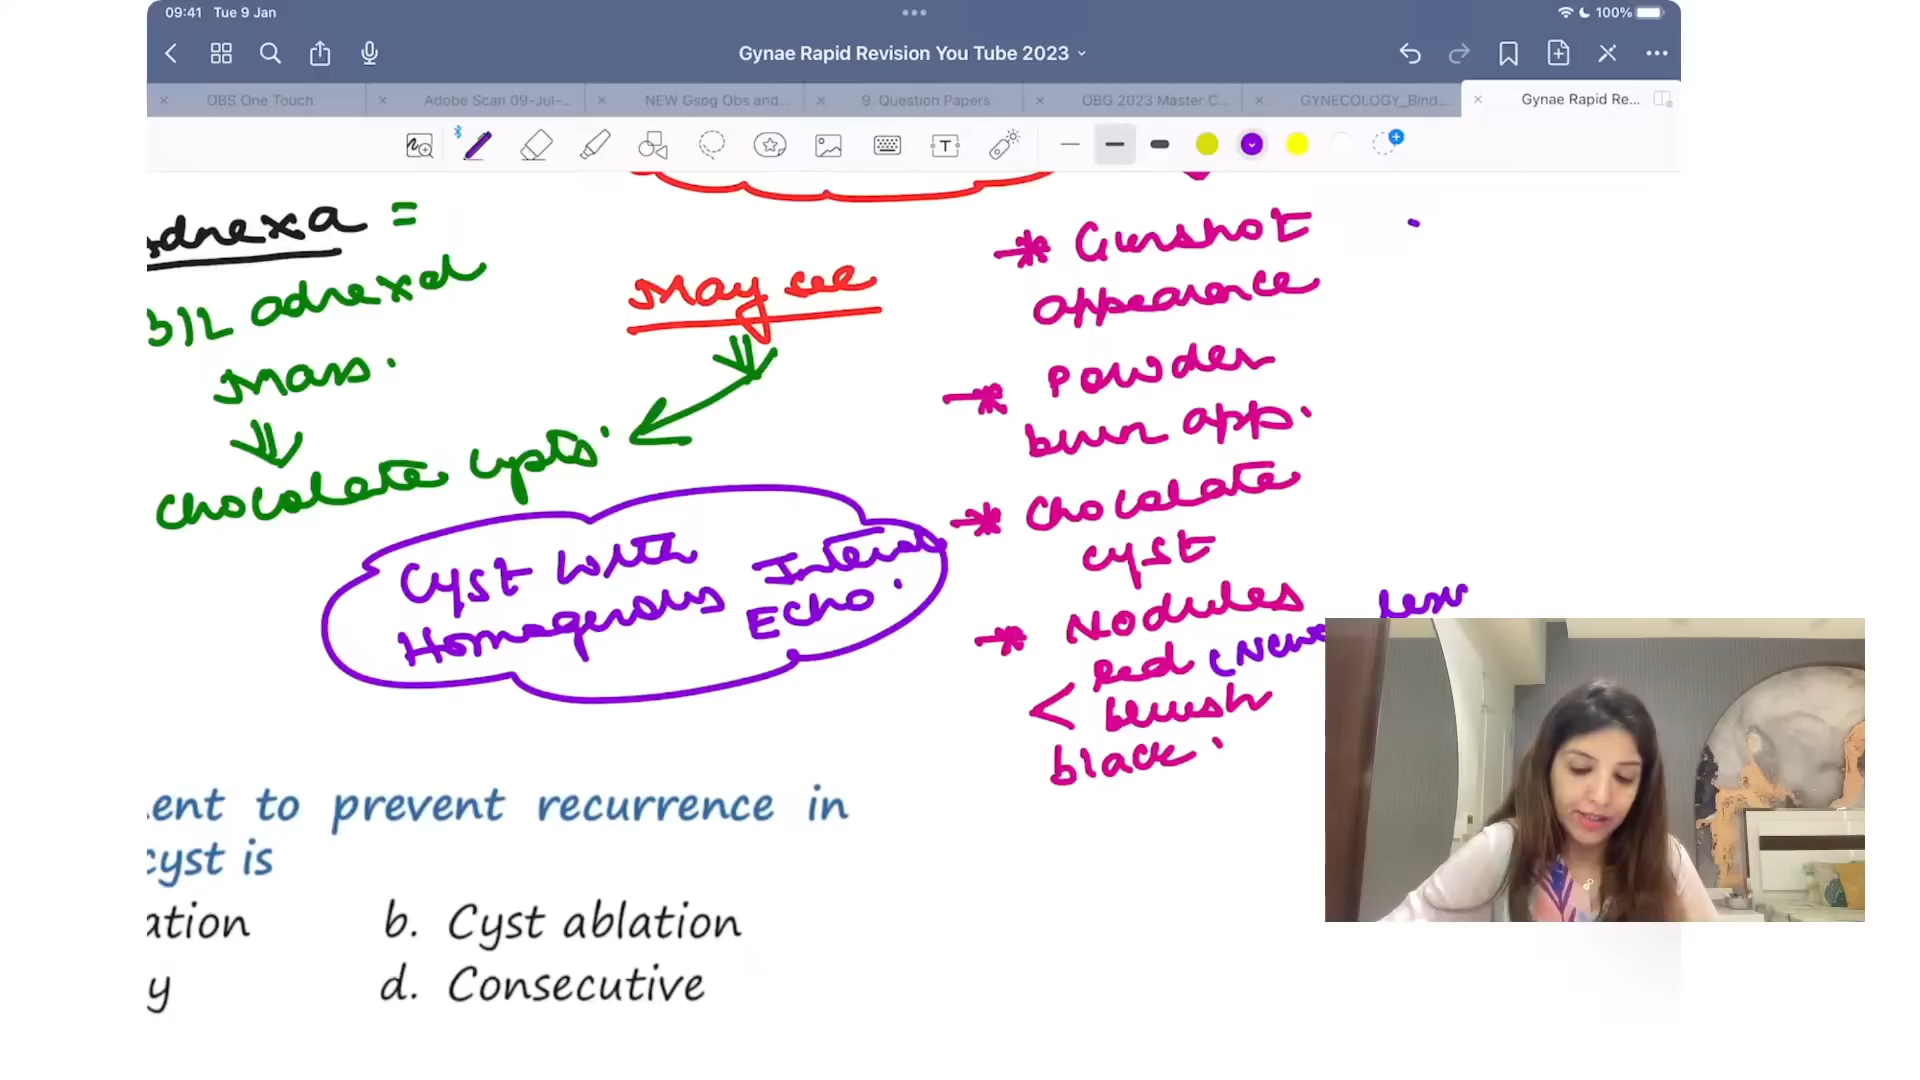 09:41 Tue 9 Jan
100%
Gynae Rapid Revision You Tube 2023
OBS One Touch
Adobe Scan 09-Jul-...
NEW Gsog Obs and...
9. Question Papers
OBG 2023 Master C...
GYNECOLOGY_Bind...
Gynae Rapid Re...
T
Adnexa =
B/L adnexal
Mass.
Chocolate cysts.
May see
Cyst with
Homogenous Internal
Echo.
Gunshot
appearance
Powder
burn app.
Chocolate
cyst
Nodules
Red (New
bluish
black.
ent to prevent recurrence in
cyst is
ation
b. Cyst ablation
y
d. Consecutive